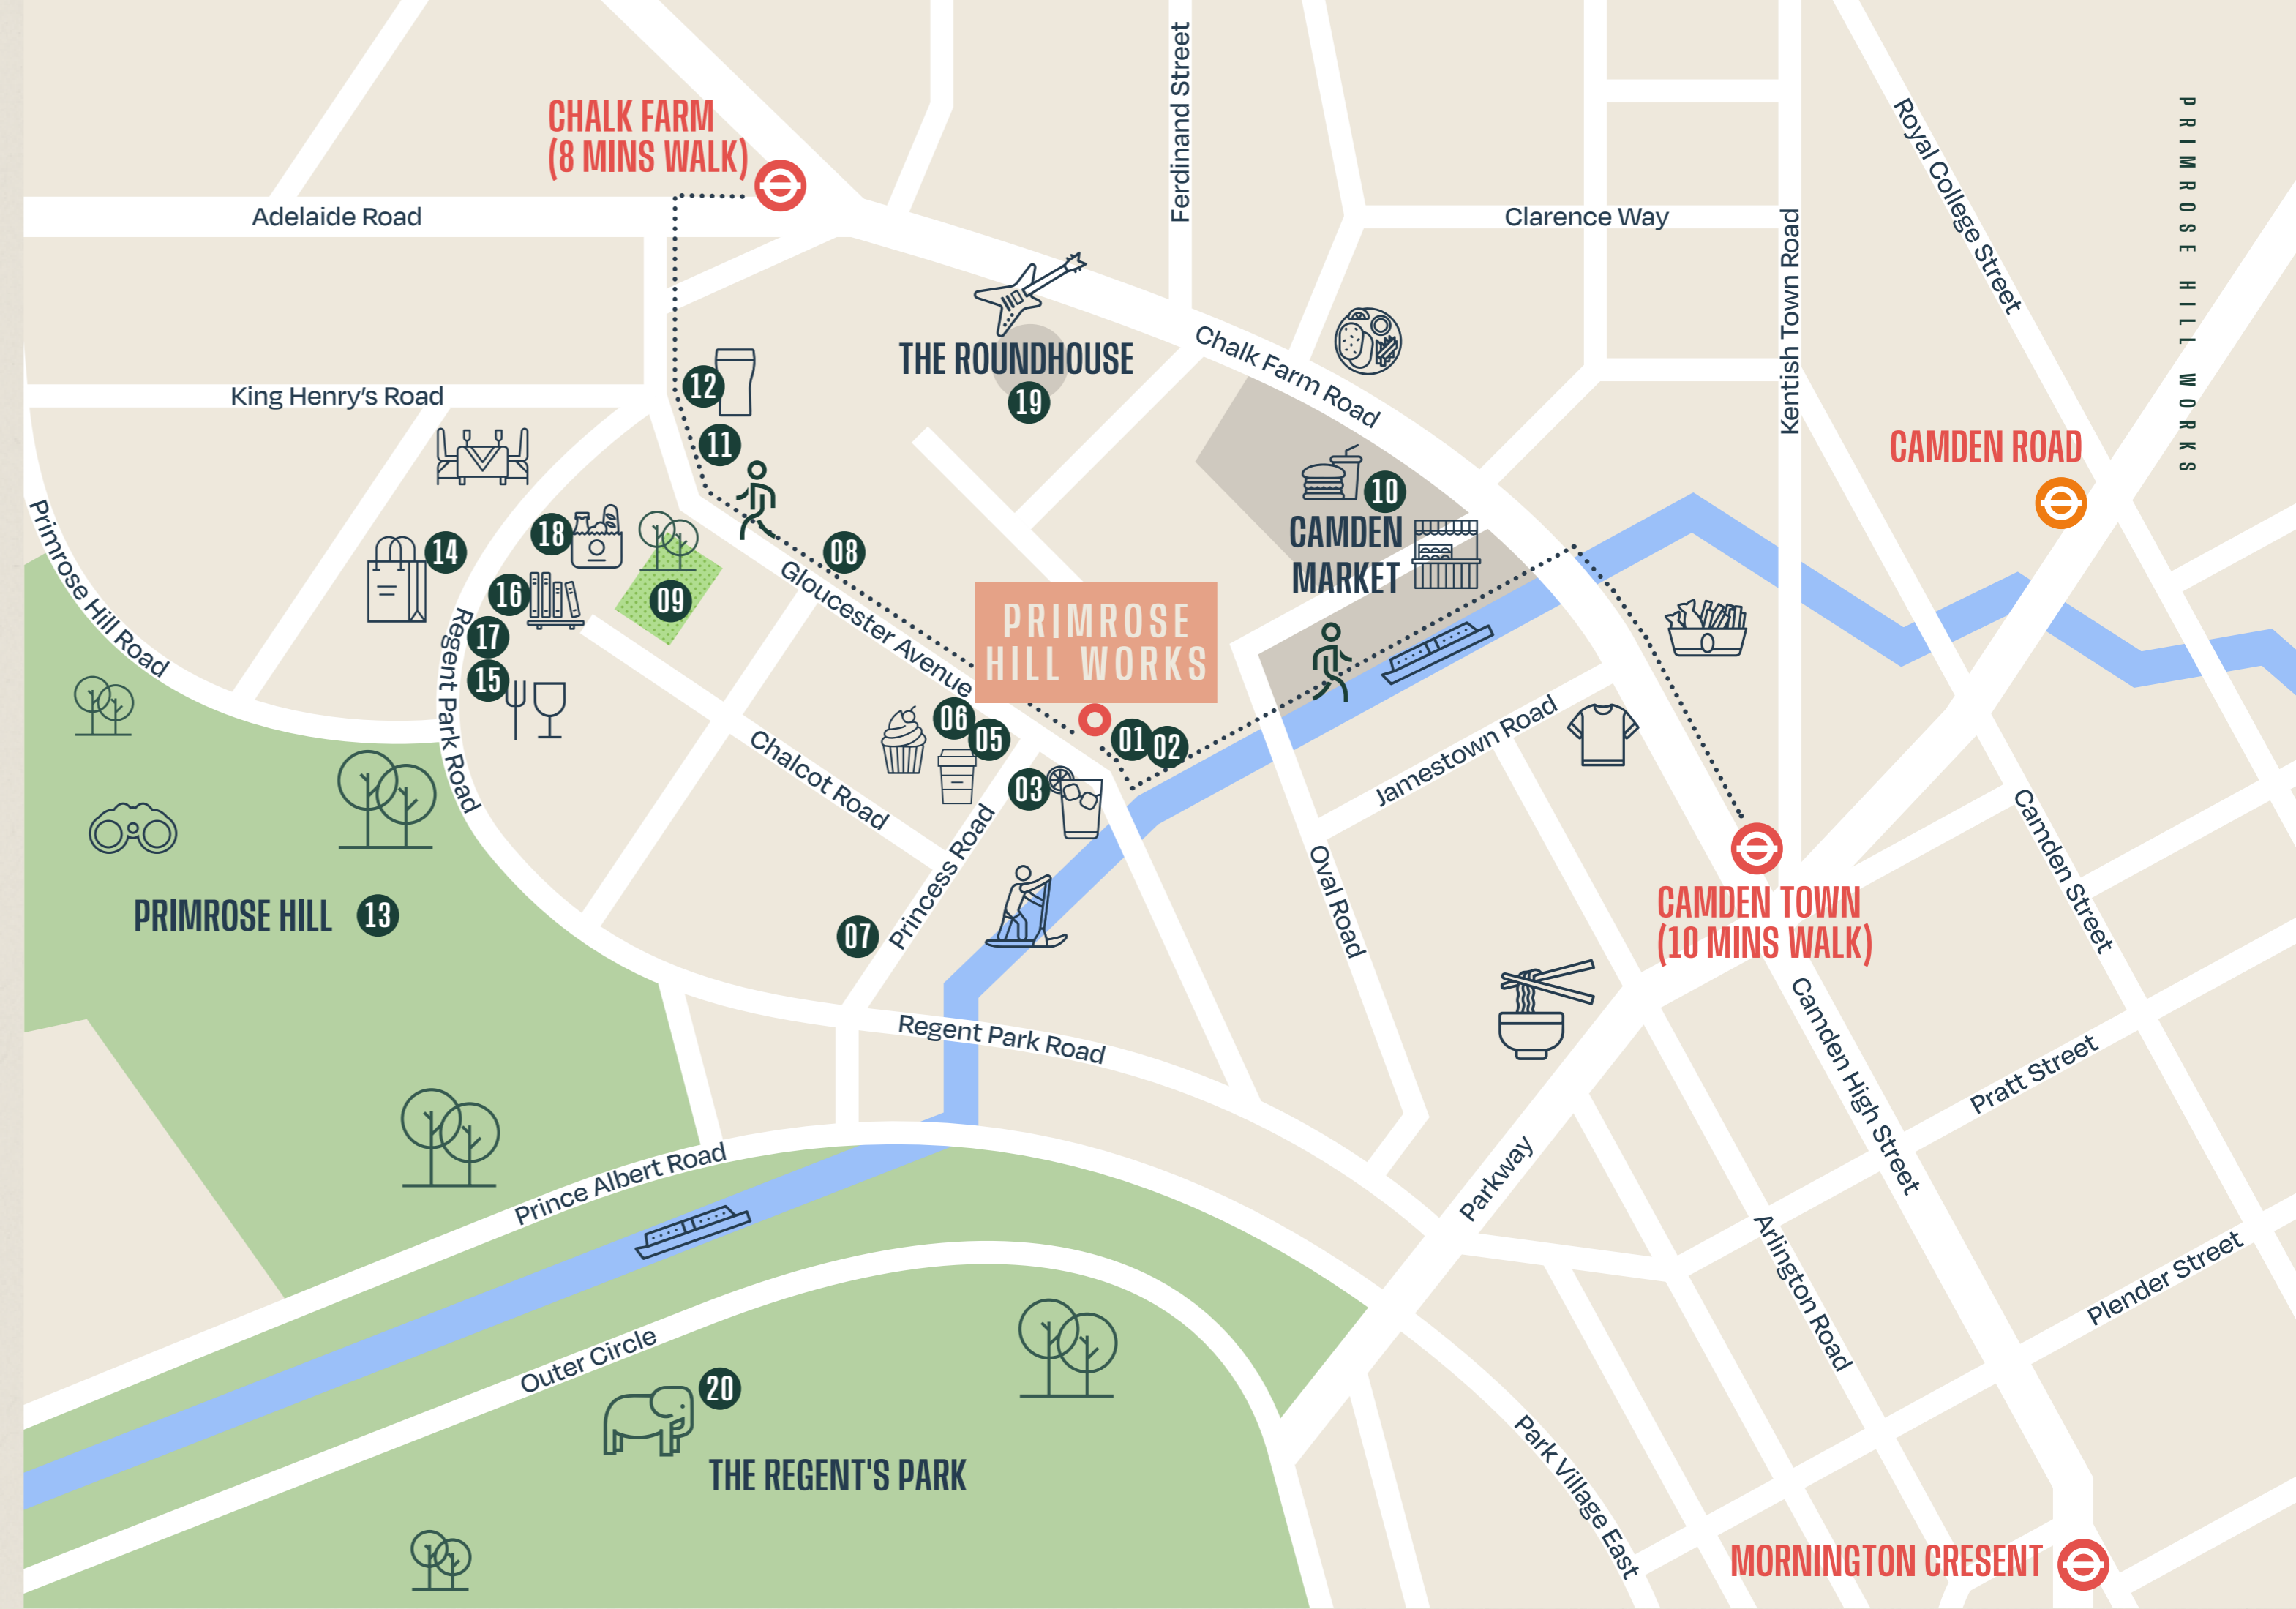 CHALK FARM
(8 MINS WALK)
Ferdinand Street
Royal College Street
PRIMROSE HILL WORKS
Adelaide Road
Clarence Way
Kentish Town Road
THE ROUNDHOUSE
19
Chalk Farm Road
12
King Henry's Road
11
CAMDEN ROAD
10
CAMDEN
MARKET
Primrose Hill Road
14
18
08
16
09
Gloucester Avenue
17
15
Regent Park Road
PRIMROSE
HILL WORKS
06
05
01
02
03
Jamestown Road
Chalcot Road
Princess Road
07
Oval Road
Camden Street
PRIMROSE HILL
13
CAMDEN TOWN
(10 MINS WALK)
Regent Park Road
Camden High Street
Pratt Street
Prince Albert Road
Parkway
Arlington Road
Plender Street
Outer Circle
20
THE REGENT'S PARK
Park Village East
MORNINGTON CRESENT